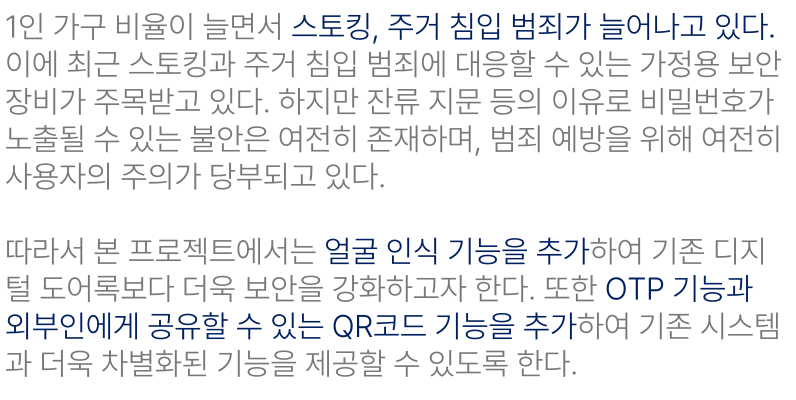 1인 가구 비율이 늘면서 스토킹, 주거 침입 범죄가 늘어나고 있다.
이에 최근 스토킹과 주거 침입 범죄에 대응할 수 있는 가정용 보안
장비가 주목받고 있다. 하지만 잔류 지문 등의 이유로 비밀번호가
노출될 수 있는 불안은 여전히 존재하며, 범죄 예방을 위해 여전히
사용자의 주의가 당부되고 있다.
따라서 본 프로젝트에서는 얼굴 인식 기능을 추가하여 기존 디지
털 도어록보다 더욱 보안을 강화하고자 한다. 또한 OTP 기능과
외부인에게 공유할 수 있는 QR코드 기능을 추가하여 기존 시스템
과 더욱 차별화된 기능을 제공할 수 있도록 한다.